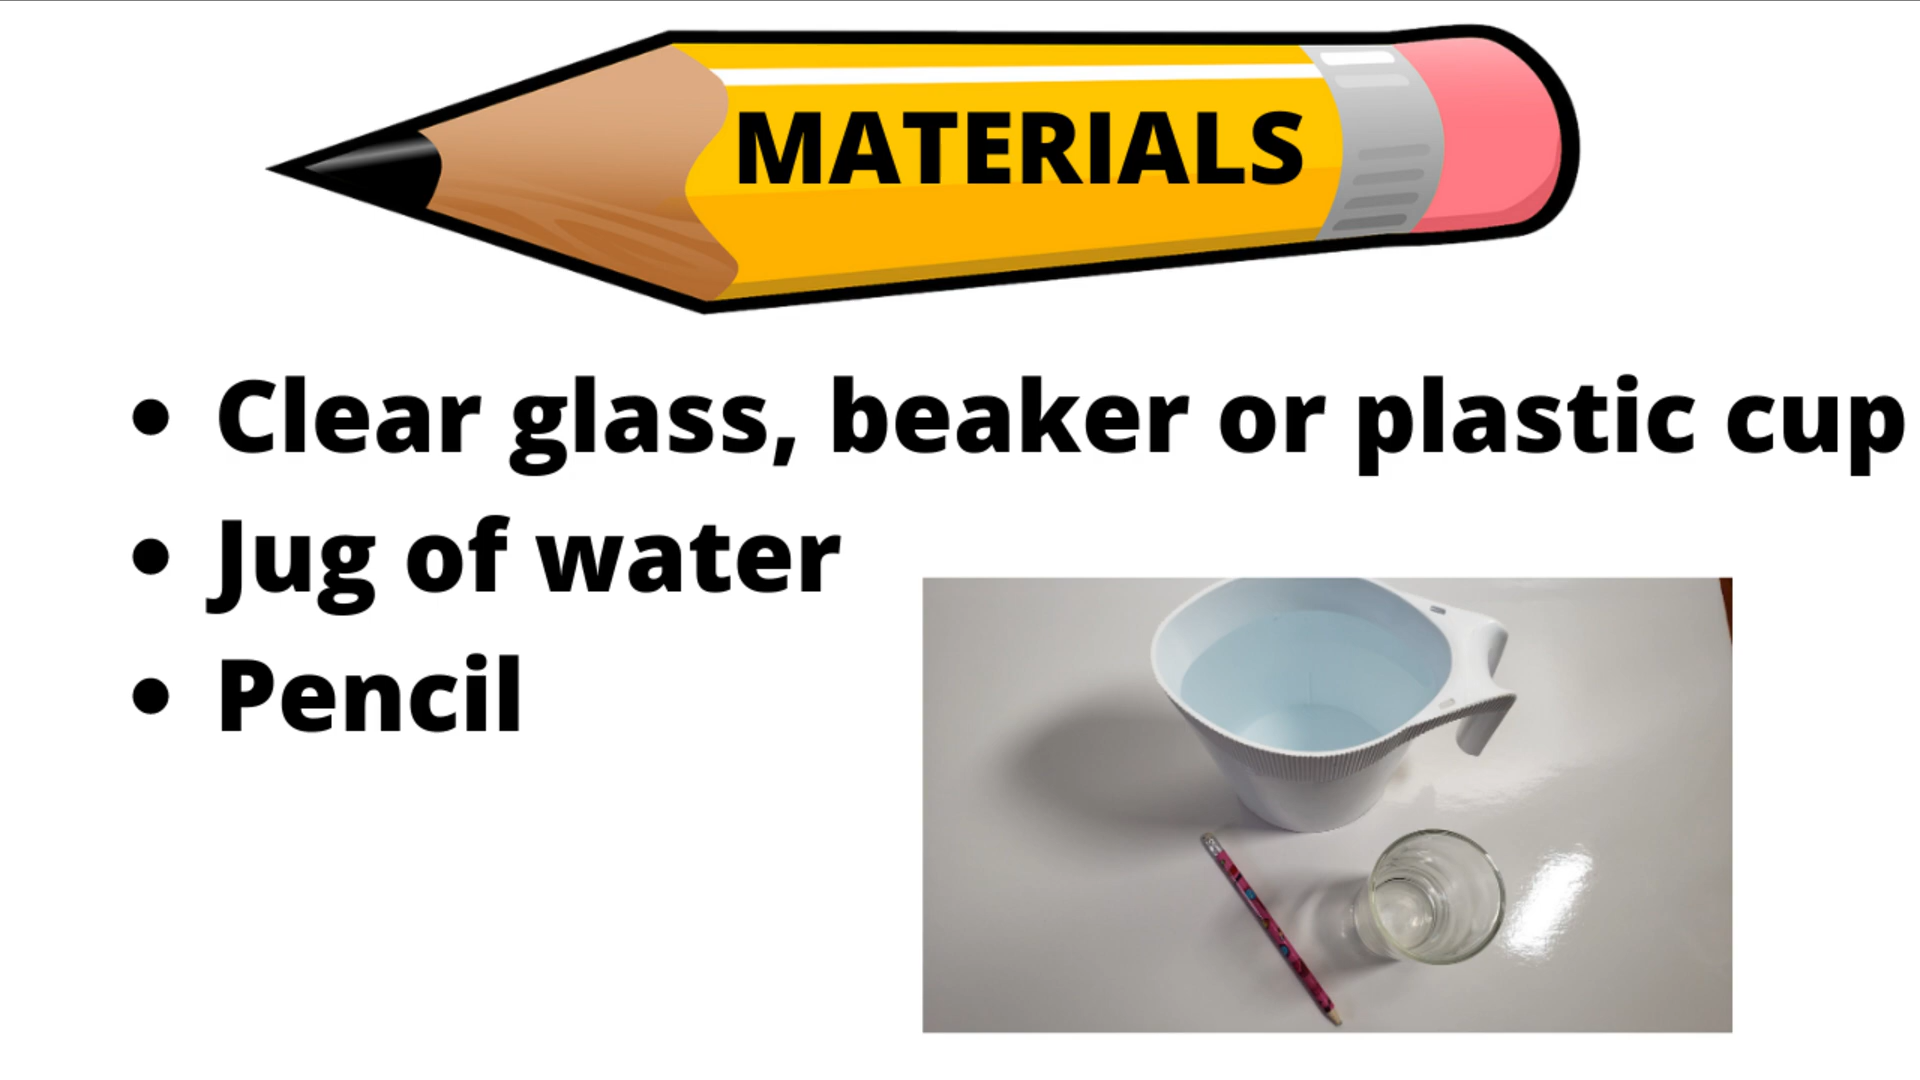 MATERIALS
• Clear glass, beaker or plastic cup
• Jug of water
• Pencil